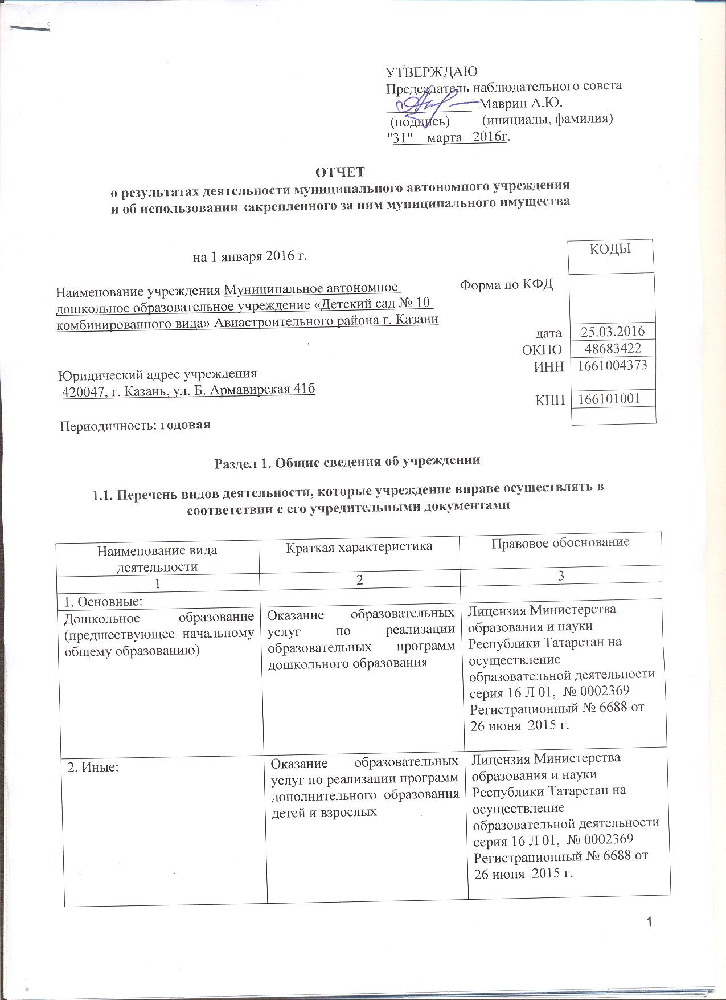 УТВЕРЖДАЮ
Председатель наблюдательного совета
Маврин А.Ю.
(подпись) (инициалы, фамилия)
"31" марта 2016г.
ОТЧЕТ
о результатах деятельности муниципального автономного учреждения
и об использовании закрепленного за ним муниципального имущества
КОДЫ
на 1 января 2016 г.
Наименование учреждения Муниципальное автономное
дошкольное образовательное учреждение «Детский сад № 10
комбинированного вида» Авиастроительного района г. Казани
Форма по КФД
дата 25.03.2016
ОКПО 48683422
ИНН 1661004373
Юридический адрес учреждения
420047, г. Казань, ул. Б. Армавирская 41б
КПП 166101001
Периодичность: годовая
Раздел 1. Общие сведения об учреждении
1.1. Перечень видов деятельности, которые учреждение вправе осуществлять в
соответствии с его учредительными документами
Наименование вида
деятельности
Краткая характеристика
Правовое обоснование
1
2
3
1. Основные:
Дошкольное образование
(предшествующее начальному
общему образованию)
Оказание образовательных
услуг по реализации
образовательных программ
дошкольного образования
Лицензия Министерства
образования и науки
Республики Татарстан на
осуществление
образовательной деятельности
серия 16 Л 01, № 0002369
Регистрационный № 6688 от
26 июня 2015 г.
2. Иные:
Оказание образовательных
услуг по реализации программ
дополнительного образования
детей и взрослых
Лицензия Министерства
образования и науки
Республики Татарстан на
осуществление
образовательной деятельности
серия 16 Л 01, № 0002369
Регистрационный № 6688 от
26 июня 2015 г.
1